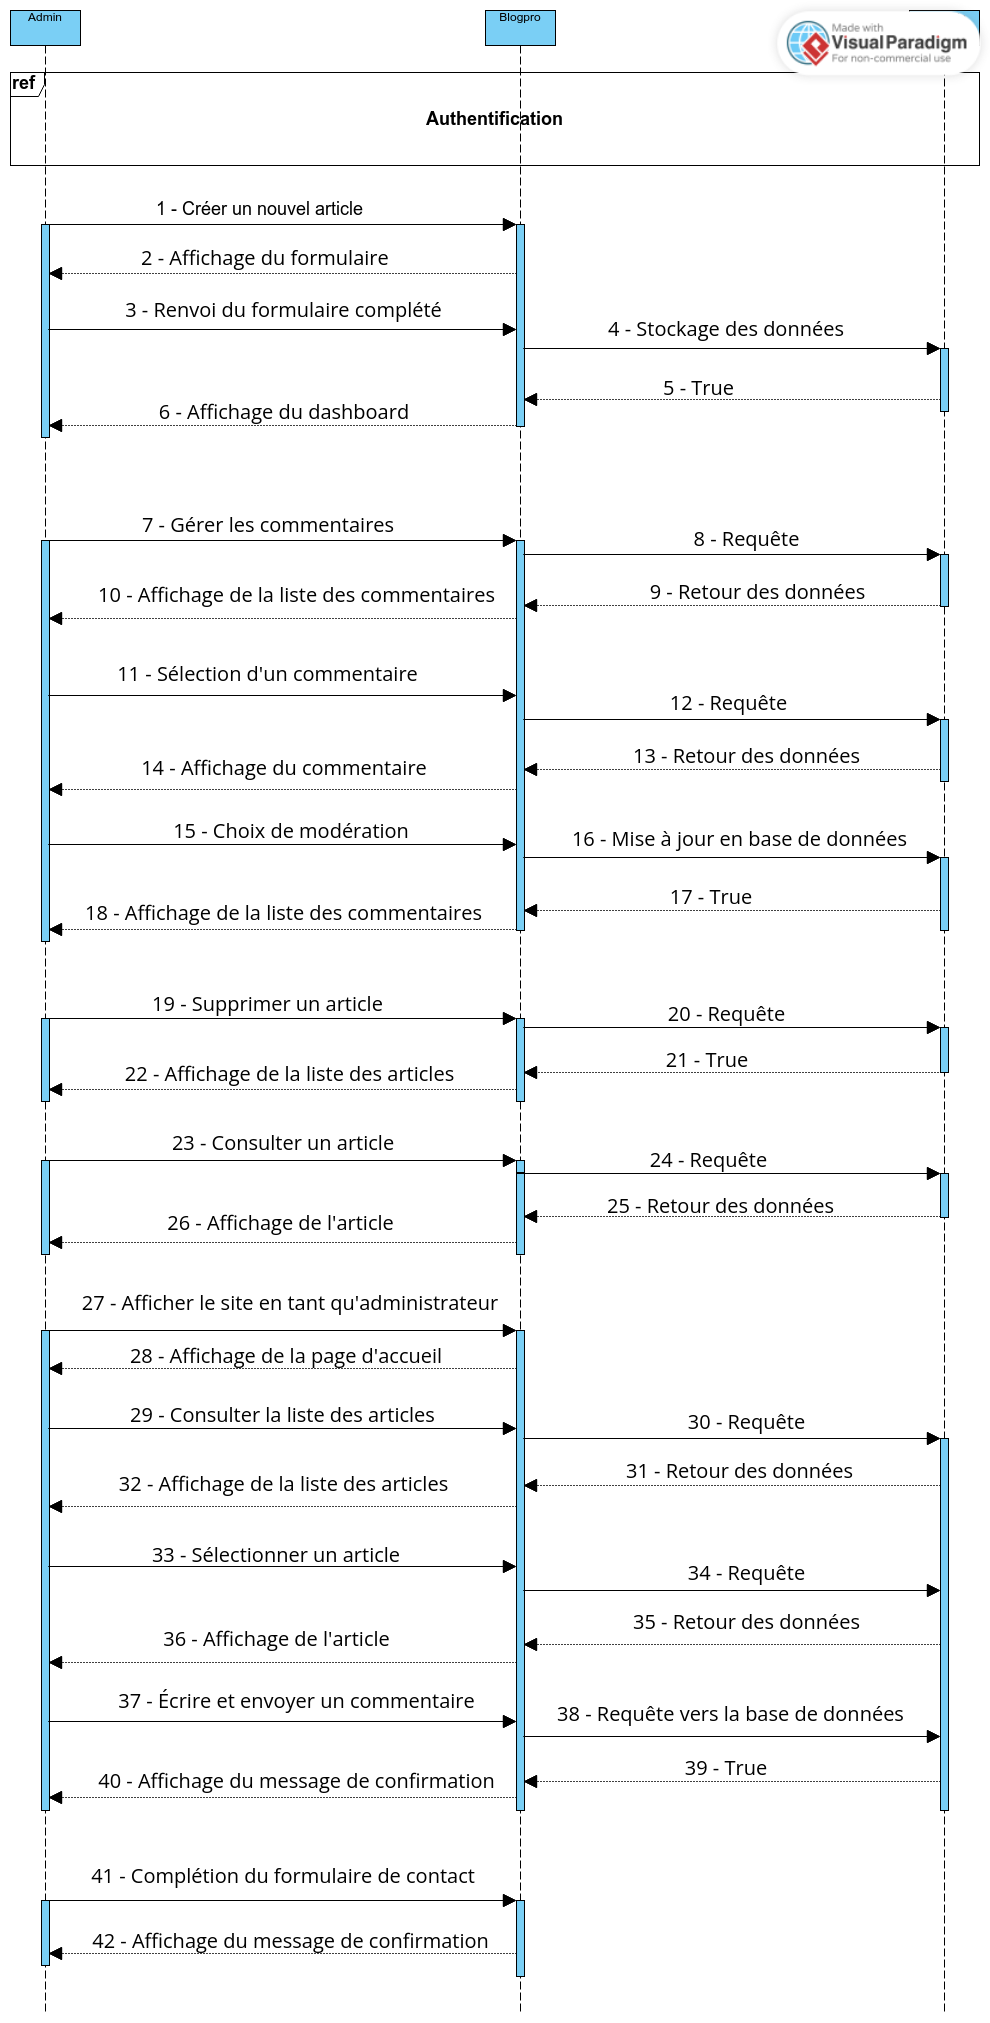 Admin
Blogpro
Made with
VisualParadigm
For non-commercial use
ref
Authentification
1 - Créer un nouvel article
2 - Affichage du formulaire
3 - Renvoi du formulaire complété
4 - Stockage des données
5 - True
6 - Affichage du dashboard
7 - Gérer les commentaires
8 - Requête
9 - Retour des données
10 - Affichage de la liste des commentaires
11 - Sélection d'un commentaire
12 - Requête
13 - Retour des données
14 - Affichage du commentaire
15 - Choix de modération
16 - Mise à jour en base de données
17 - True
18 - Affichage de la liste des commentaires
19 - Supprimer un article
20 - Requête
21 - True
22 - Affichage de la liste des articles
23 - Consulter un article
24 - Requête
25 - Retour des données
26 - Affichage de l'article
27 - Afficher le site en tant qu'administrateur
28 - Affichage de la page d'accueil
29 - Consulter la liste des articles
30 - Requête
31 - Retour des données
32 - Affichage de la liste des articles
33 - Sélectionner un article
34 - Requête
35 - Retour des données
36 - Affichage de l'article
37 - Écrire et envoyer un commentaire
38 - Requête vers la base de données
39 - True
40 - Affichage du message de confirmation
41 - Complétion du formulaire de contact
42 - Affichage du message de confirmation